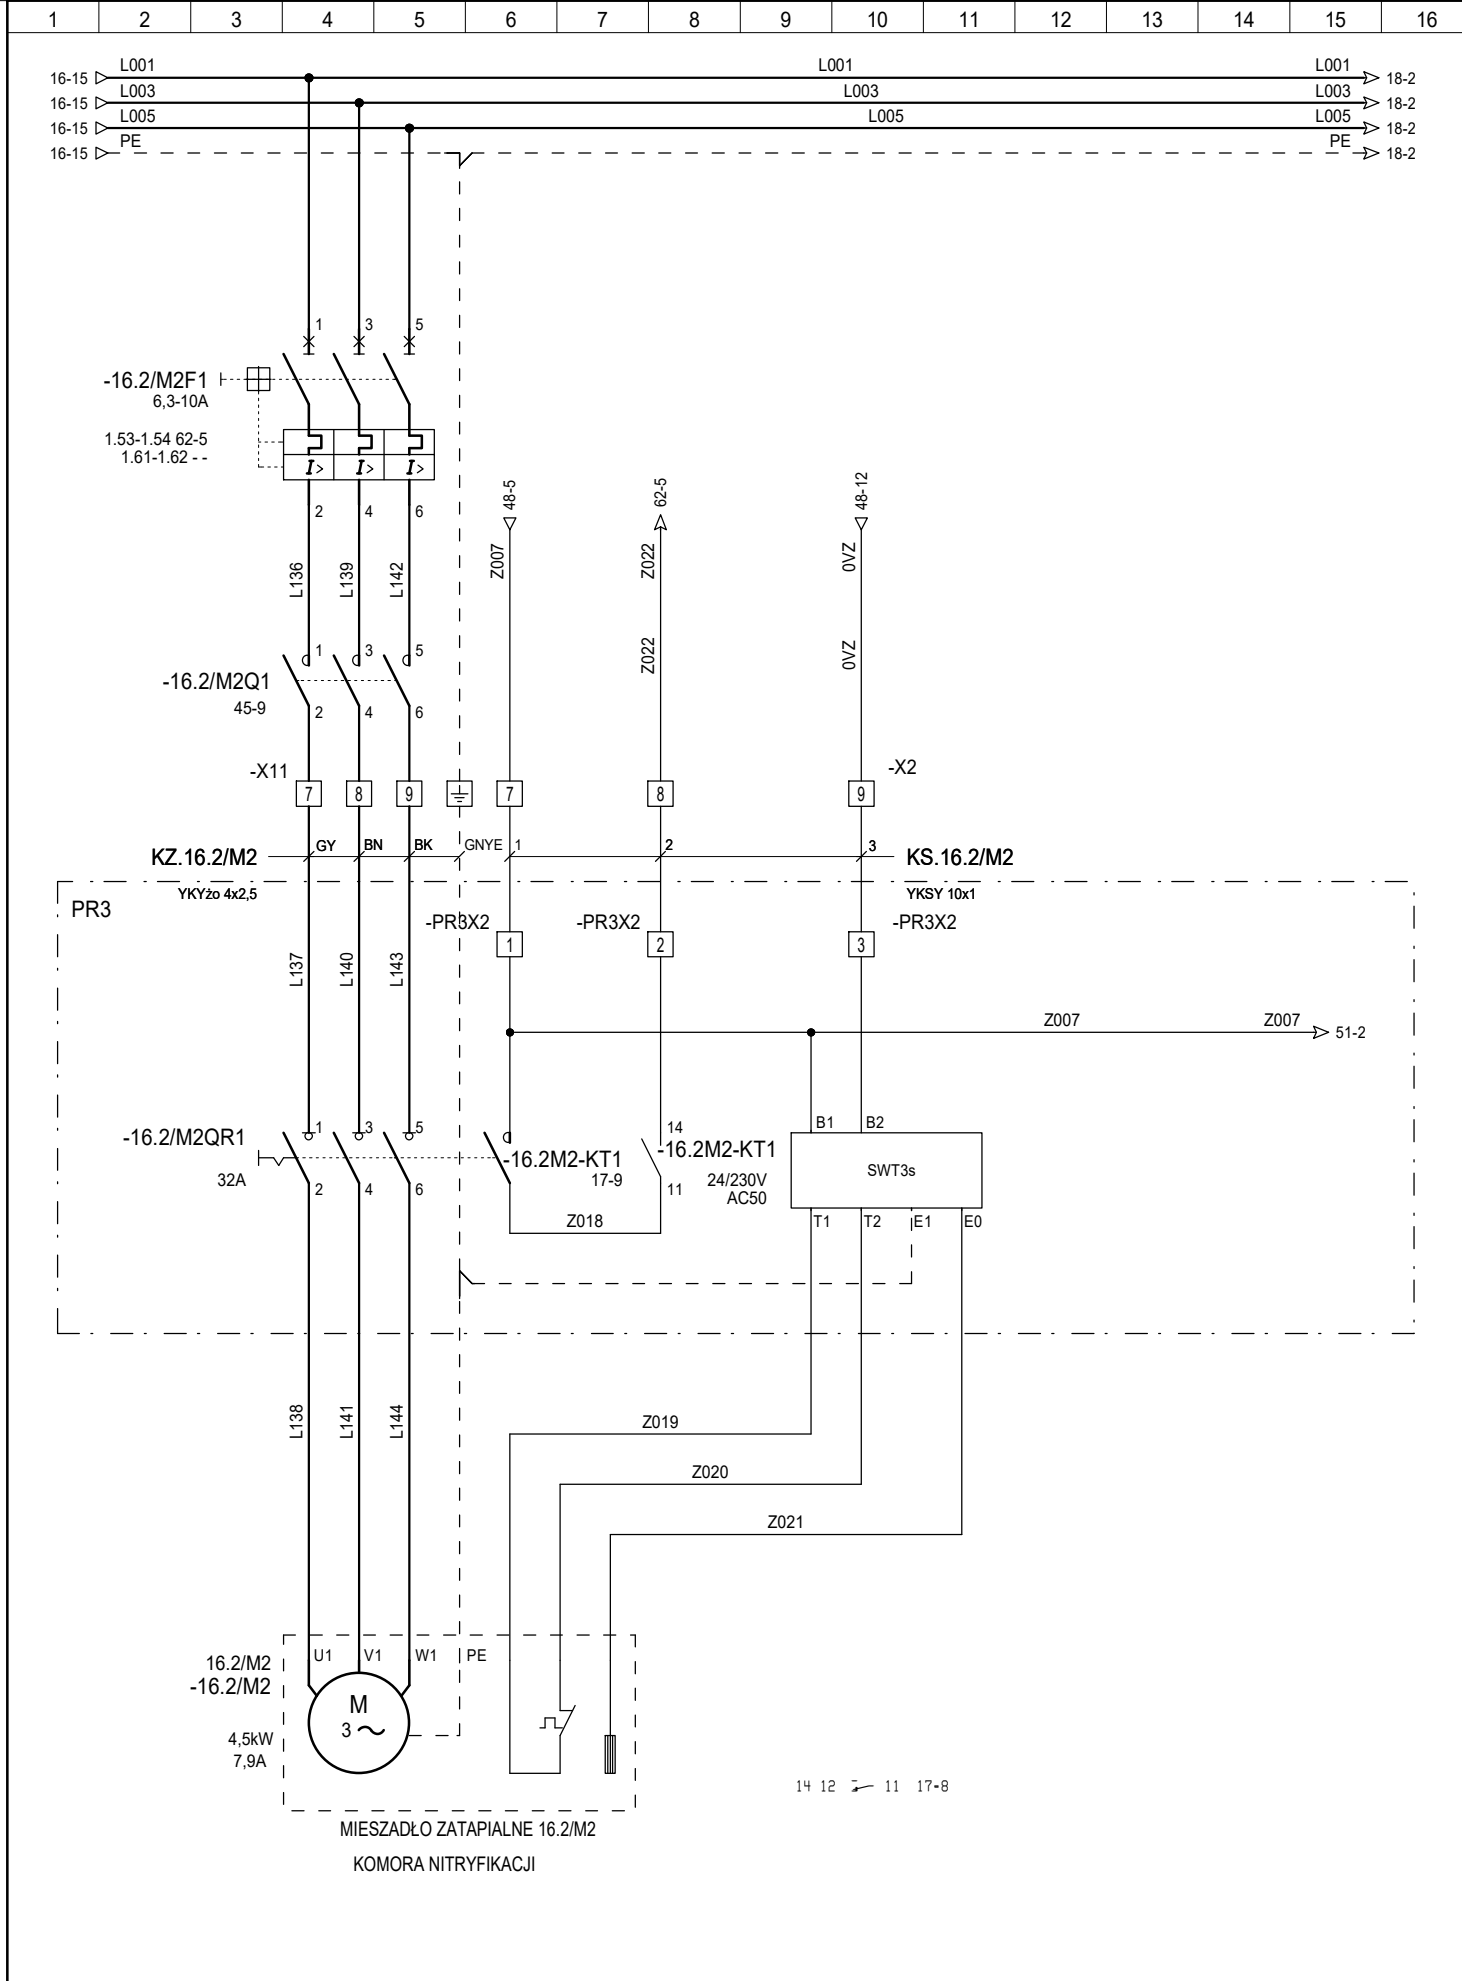 1 2 3 4 5 6 7 8 9 10 11 12 13 14 15 16
L001 L001 L001
16-15 18-2
L003 L003 L003
16-15 18-2
L005 L005 L005
16-15 18-2
PE PE
16-15 18-2
1 3 5
-16.2/M2F1
6,3-10A
1.53-1.54 62-5
1.61-1.62 - -
I> I> I>
2 4 6
48-5 62-5 48-12
L136 L139 L142 Z007 Z022 0VZ
Z022 0VZ
1 3 5
-16.2/M2Q1
45-9
2 4 6
-X11 -X2
7 8 9 7 8 9
GY BN BK GNYE 1 2 3
KZ.16.2/M2 KS.16.2/M2
YKYżo 4x2,5 YKSY 10x1
PR3
-PR3X2 -PR3X2 -PR3X2
1 2 3
L137 L140 L143
Z007 Z007 51-2
1 3 5 14 B1 B2
-16.2/M2QR1
32A
-16.2M2-KT1
17-9
-16.2M2-KT1
24/230V
AC50
SWT3s
2 4 6 11
Z018
T1 T2 E1 E0
L138 L141 L144
Z019
Z020
Z021
U1 V1 W1 PE
16.2/M2
-16.2/M2
M
3
4,5kW
7,9A
14 12 11 17-8
MIESZADŁO ZATAPIALNE 16.2/M2
KOMORA NITRYFIKACJI